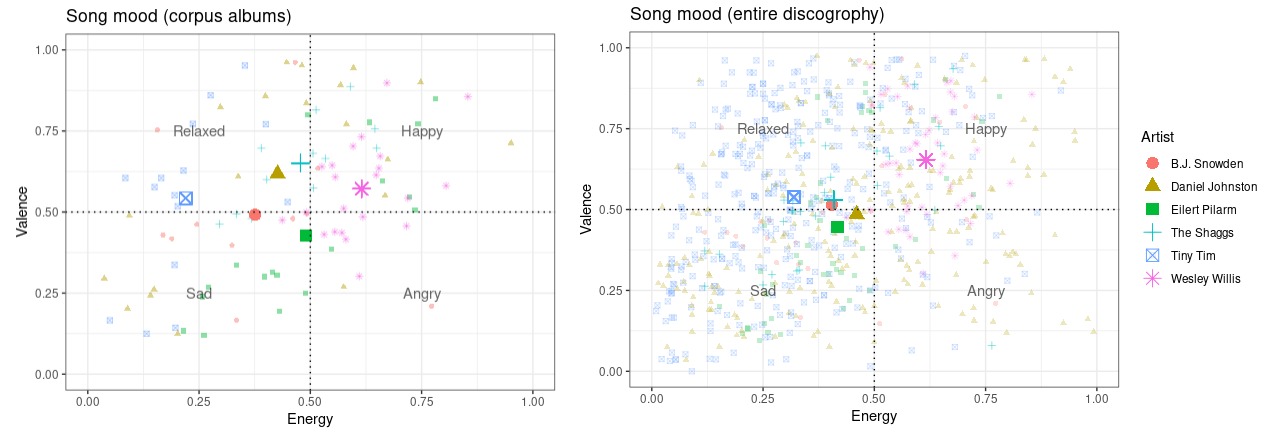 Song mood (corpus albums)
1.00
0.75
0.50
0.25
0.00
Valence
Relaxed
Happy
Sad
Angry
0.00 0.25 0.50 0.75 1.00
Energy
Song mood (entire discogrophy)
1.00
0.75
0.50
0.25
0.00
Valence
Relaxed
Happy
Sad
Angry
0.00 0.25 0.50 0.75 1.00
Energy
Artist
B.J. Snowden
Daniel Johnston
Eilert Pilarm
The Shaggs
Tiny Tim
Wesley Willis